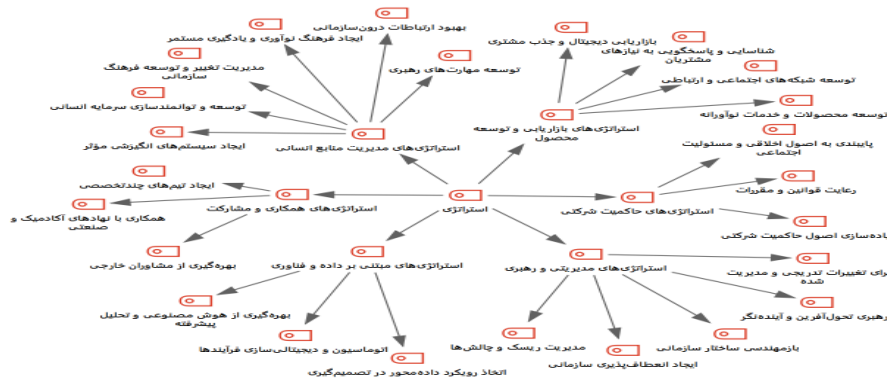 بهبود ارتباطات درون‌سازمانی
ایجاد فرهنگ نوآوری و یادگیری مستمر
بازاریابی دیجیتال و جذب مشتری
شناسایی و پاسخگویی به نیازهای
مشتریان
مدیریت تغییر و توسعه فرهنگ
سازمانی
توسعه مهارت‌های رهبری
توسعه شبکه‌های اجتماعی و ارتباطی
توسعه و توانمندسازی سرمایه انسانی
توسعه محصولات و خدمات نوآورانه
ایجاد سیستم‌های انگیزشی مؤثر
استراتژی‌های مدیریت منابع انسانی
استراتژی‌های بازاریابی و توسعه
محصول
پایبندی به اصول اخلاقی و مسئولیت
اجتماعی
ایجاد تیم‌های چندتخصصی
رعایت قوانین و مقررات
همکاری با نهادهای آکادمیک و
صنعتی
استراتژی‌های همکاری و مشارکت
استراتژی
استراتژی‌های حاکمیت شرکتی
اصول حاکمیت شرکتی
بهره‌گیری از مشاوران خارجی
استراتژی‌های مبتنی بر داده و فناوری
استراتژی‌های مدیریتی و رهبری
تغییرات تدریجی و مدیریت
شده
بهره‌گیری از هوش مصنوعی و تحلیل
پیشرفته
رهبری تحول‌آفرین و آینده‌نگر
اتوماسیون و دیجیتالی‌سازی فرآیندها
مدیریت ریسک و چالش‌ها
بازمهندسی ساختار سازمانی
اتخاذ رویکرد داده‌محور در تصمیم‌گیری
ایجاد انعطاف‌پذیری سازمانی